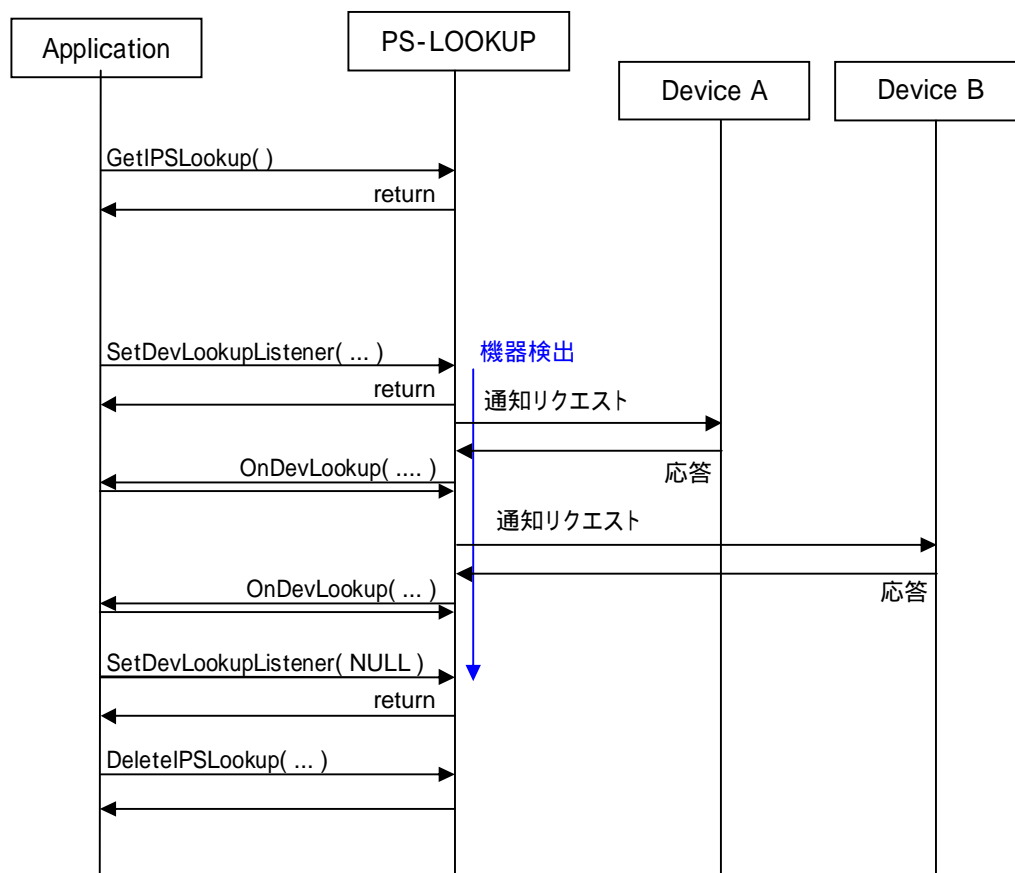 Application
PS-LOOKUP
Device A
Device B
GetIPSLookup( )
return
SetDevLookupListener( ... )
機器検出
return
通知リクエスト
OnDevLookup( .... )
応答
通知リクエスト
OnDevLookup( ... )
応答
SetDevLookupListener( NULL )
return
DeleteIPSLookup( ... )